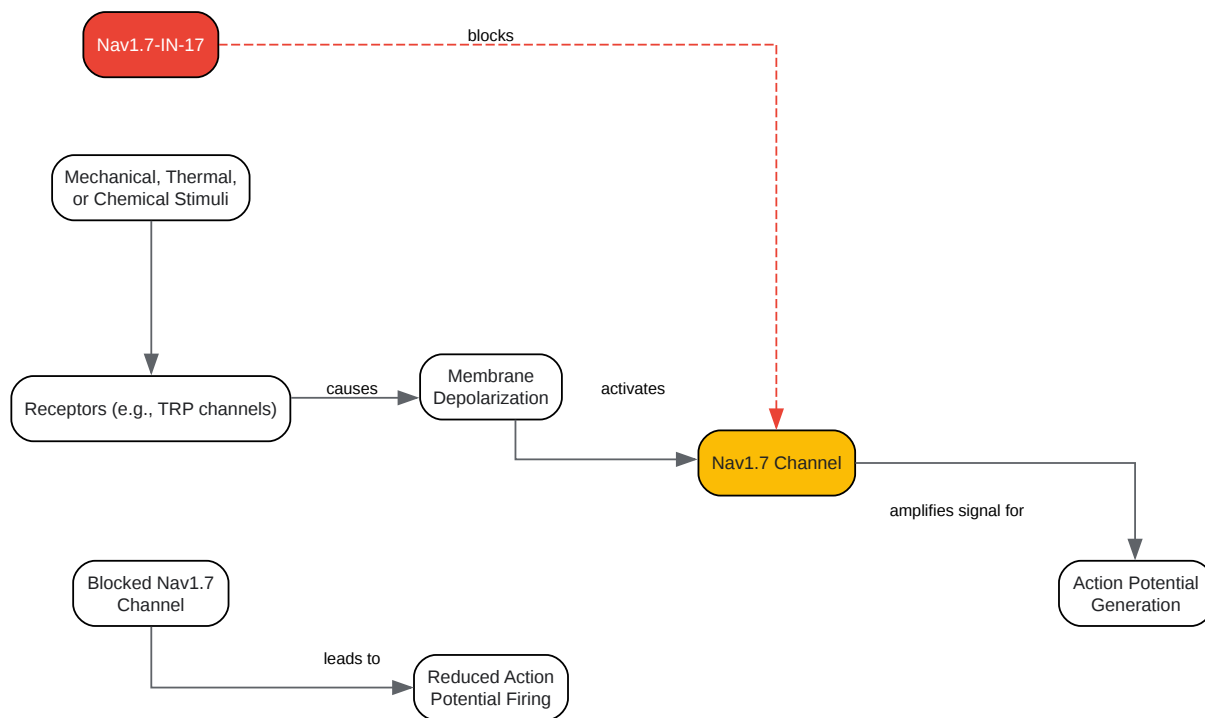 Nav1.7-IN-17
blocks
Mechanical, Thermal,
or Chemical Stimuli
Receptors (e.g., TRP channels)
causes
Membrane
Depolarization
activates
Nav1.7 Channel
amplifies signal for
Action Potential
Generation
Blocked Nav1.7
Channel
leads to
Reduced Action
Potential Firing